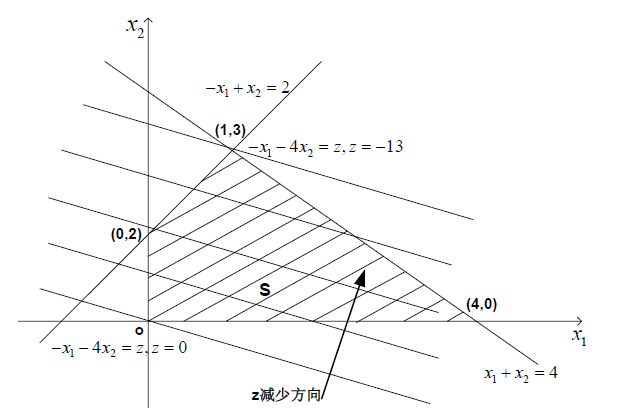 x₂
-x₁ + x₂ = 2
(1,3)
-x₁ - 4x₂ = z, z = -13
(0,2)
S
(4,0)
o
x₁
-x₁ - 4x₂ = z, z = 0
x₁ + x₂ = 4
z减少方向